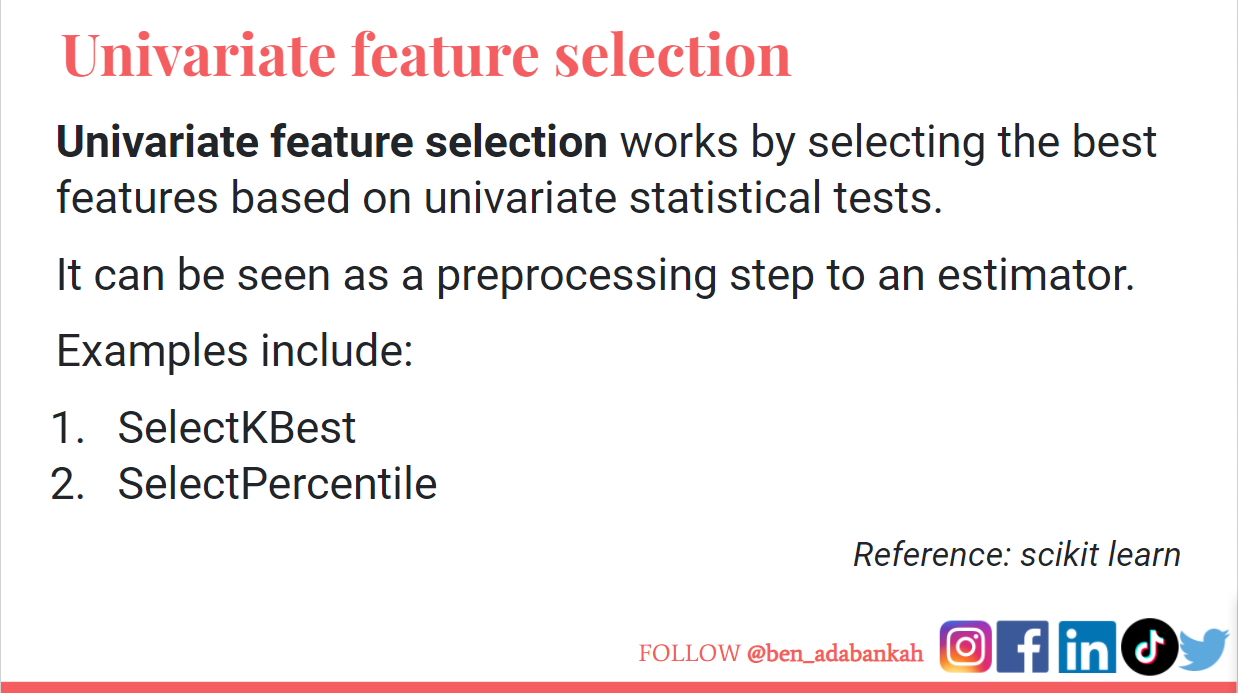 Univariate feature selection
Univariate feature selection works by selecting the best
features based on univariate statistical tests.
It can be seen as a preprocessing step to an estimator.
Examples include:
1. SelectKBest
2. SelectPercentile
Reference: scikit learn
FOLLOW @ben_adabankah